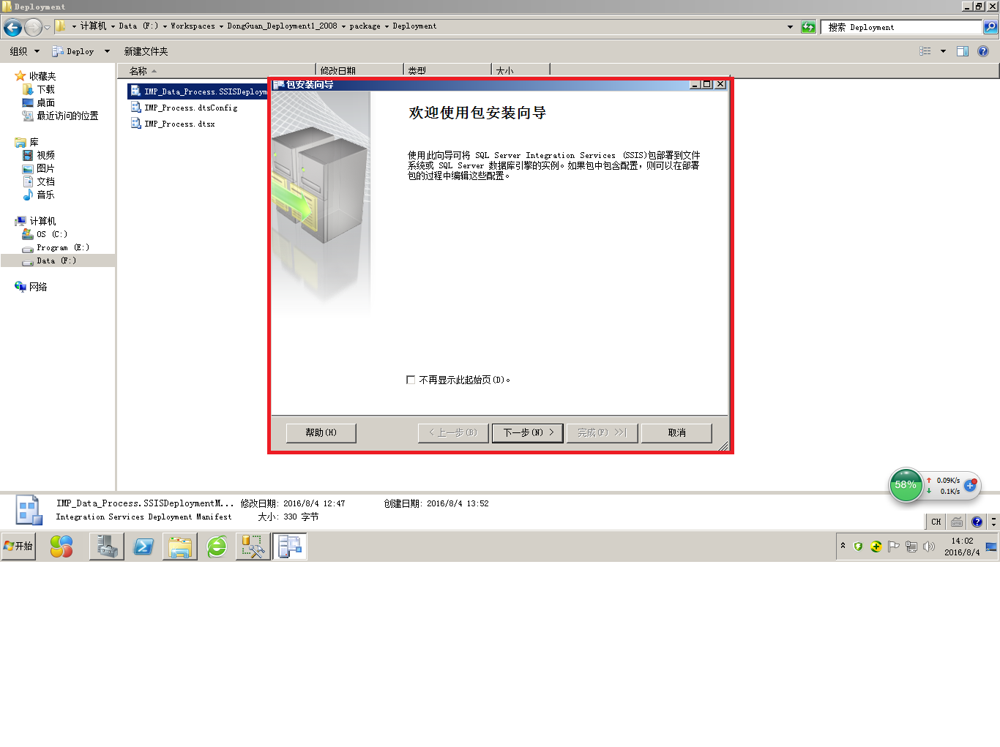 Deployment
计算机 Data (F:) Workspaces DongGuan_Deployment1_2008 package Deployment
搜索 Deployment
组织 Deploy 新建文件夹
名称 修改日期 类型 大小
收藏夹
下载
桌面
最近访问的位置
库
视频
图片
文档
音乐
计算机
OS (C:)
Program (E:)
Data (F:)
网络
IMP_Data_Process.SSISDeploym
IMP_Process.dtsConfig
IMP_Process.dtsx
包安装向导
欢迎使用包安装向导
使用此向导可将 SQL Server Integration Services (SSIS)包部署到文件
系统或 SQL Server 数据库引擎的实例。如果包中包含配置，则可以在部署
包的过程中编辑这些配置。
不再显示此起始页(D)。
帮助(H) < 上一步(B) 下一步(N) > 完成(F) >>| 取消
58% 0.09K/s
0.1K/s
IMP_Data_Process.SSISDeploymentM... 修改日期: 2016/8/4 12:47 创建日期: 2016/8/4 13:52
Integration Services Deployment Manifest 大小: 330 字节
CH
开始
14:02
2016/8/4